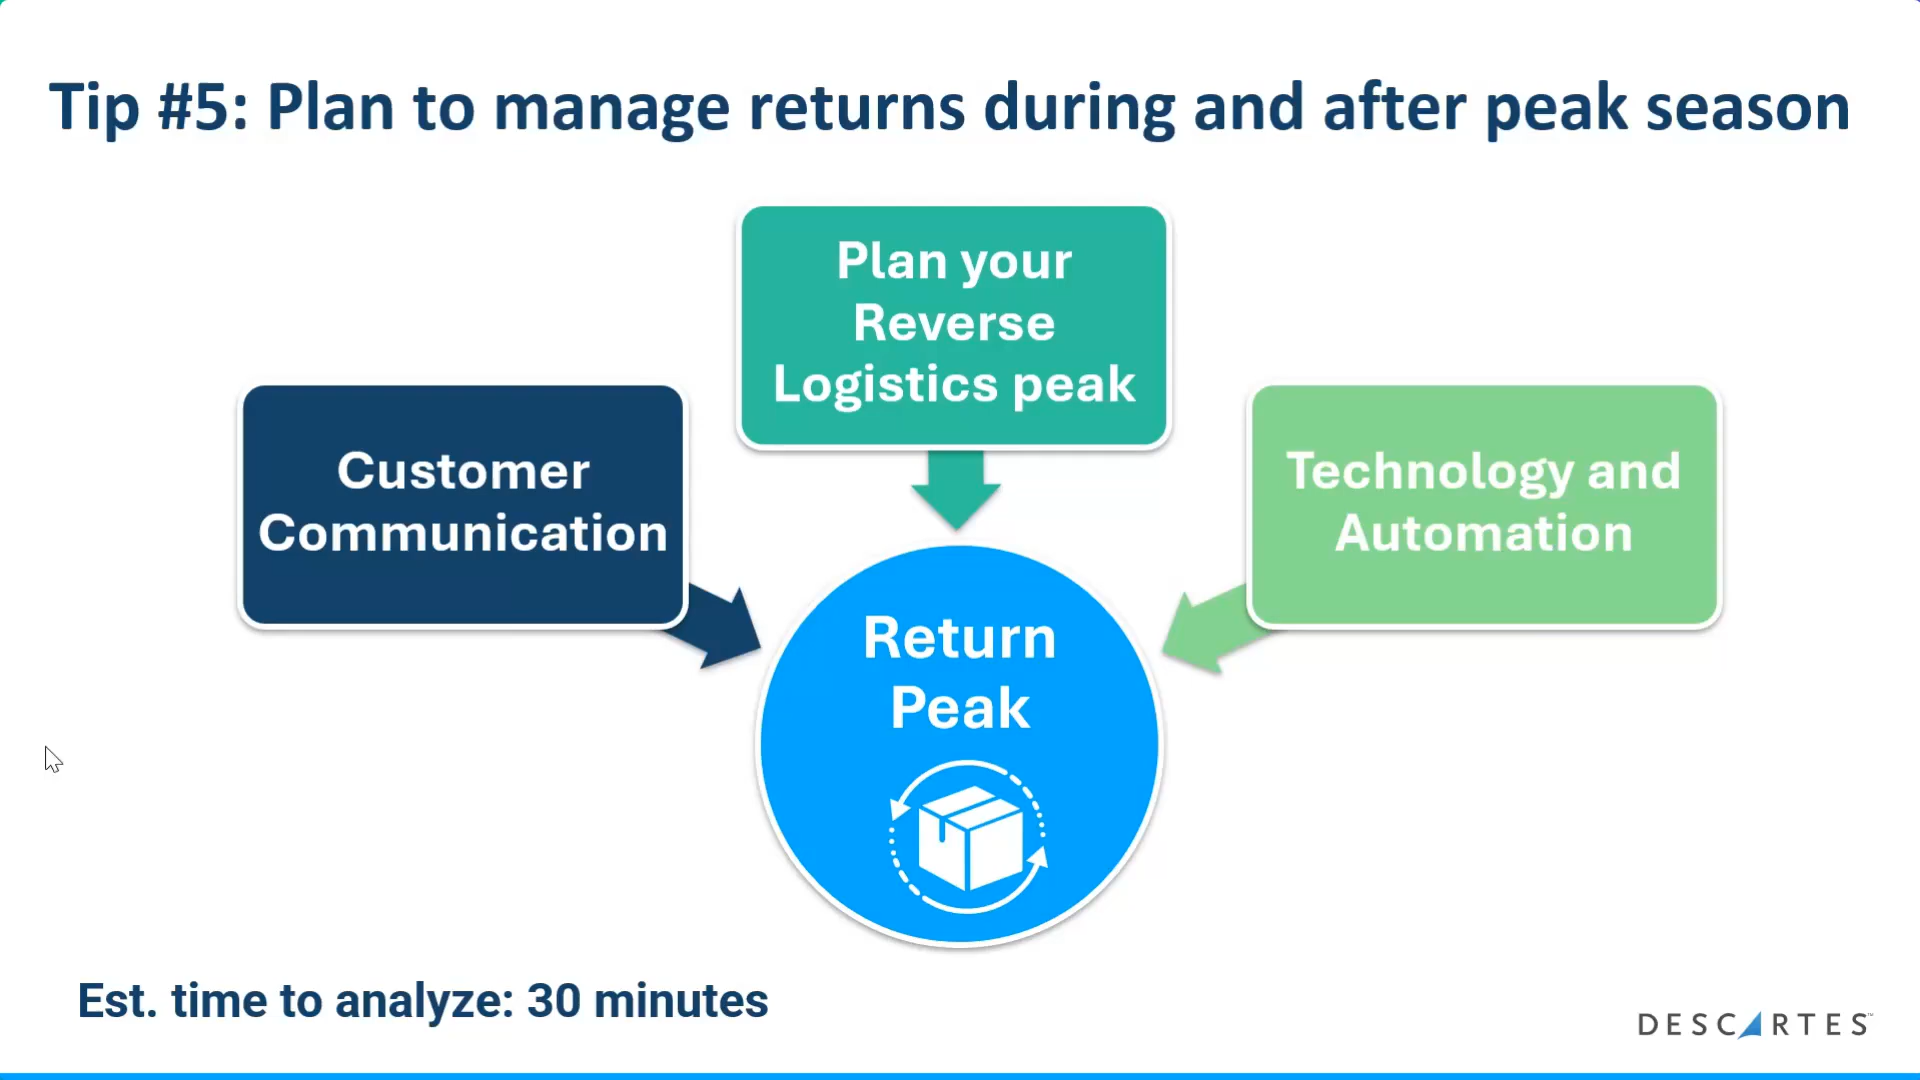 Tip #5: Plan to manage returns during and after peak season
Plan your
Reverse
Logistics peak
Customer
Communication
Technology and
Automation
Return
Peak
Est. time to analyze: 30 minutes
DESCARTES™